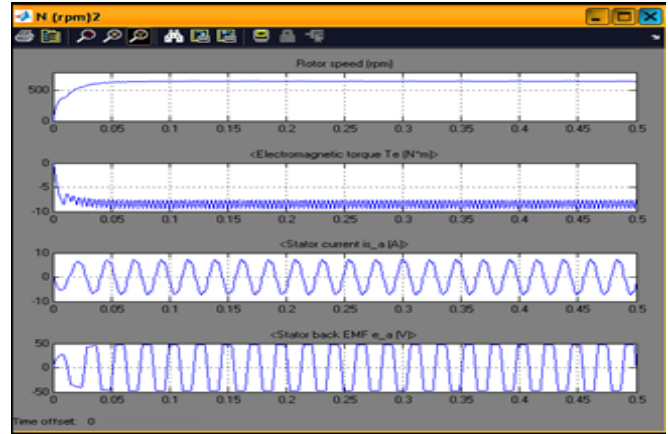 N (rpm)2
Rotor speed (rpm)
500
0
0 0.05 0.1 0.15 0.2 0.25 0.3 0.35 0.4 0.45 0.5
<Electromagnetic torque Te (N*m)>
0
-5
-10
0 0.05 0.1 0.15 0.2 0.25 0.3 0.35 0.4 0.45 0.5
<Stator current is_a (A)>
10
0
-10
0 0.05 0.1 0.15 0.2 0.25 0.3 0.35 0.4 0.45 0.5
<Stator back EMF e_a (V)>
50
0
-50
0 0.05 0.1 0.15 0.2 0.25 0.3 0.35 0.4 0.45 0.5
Time offset: 0